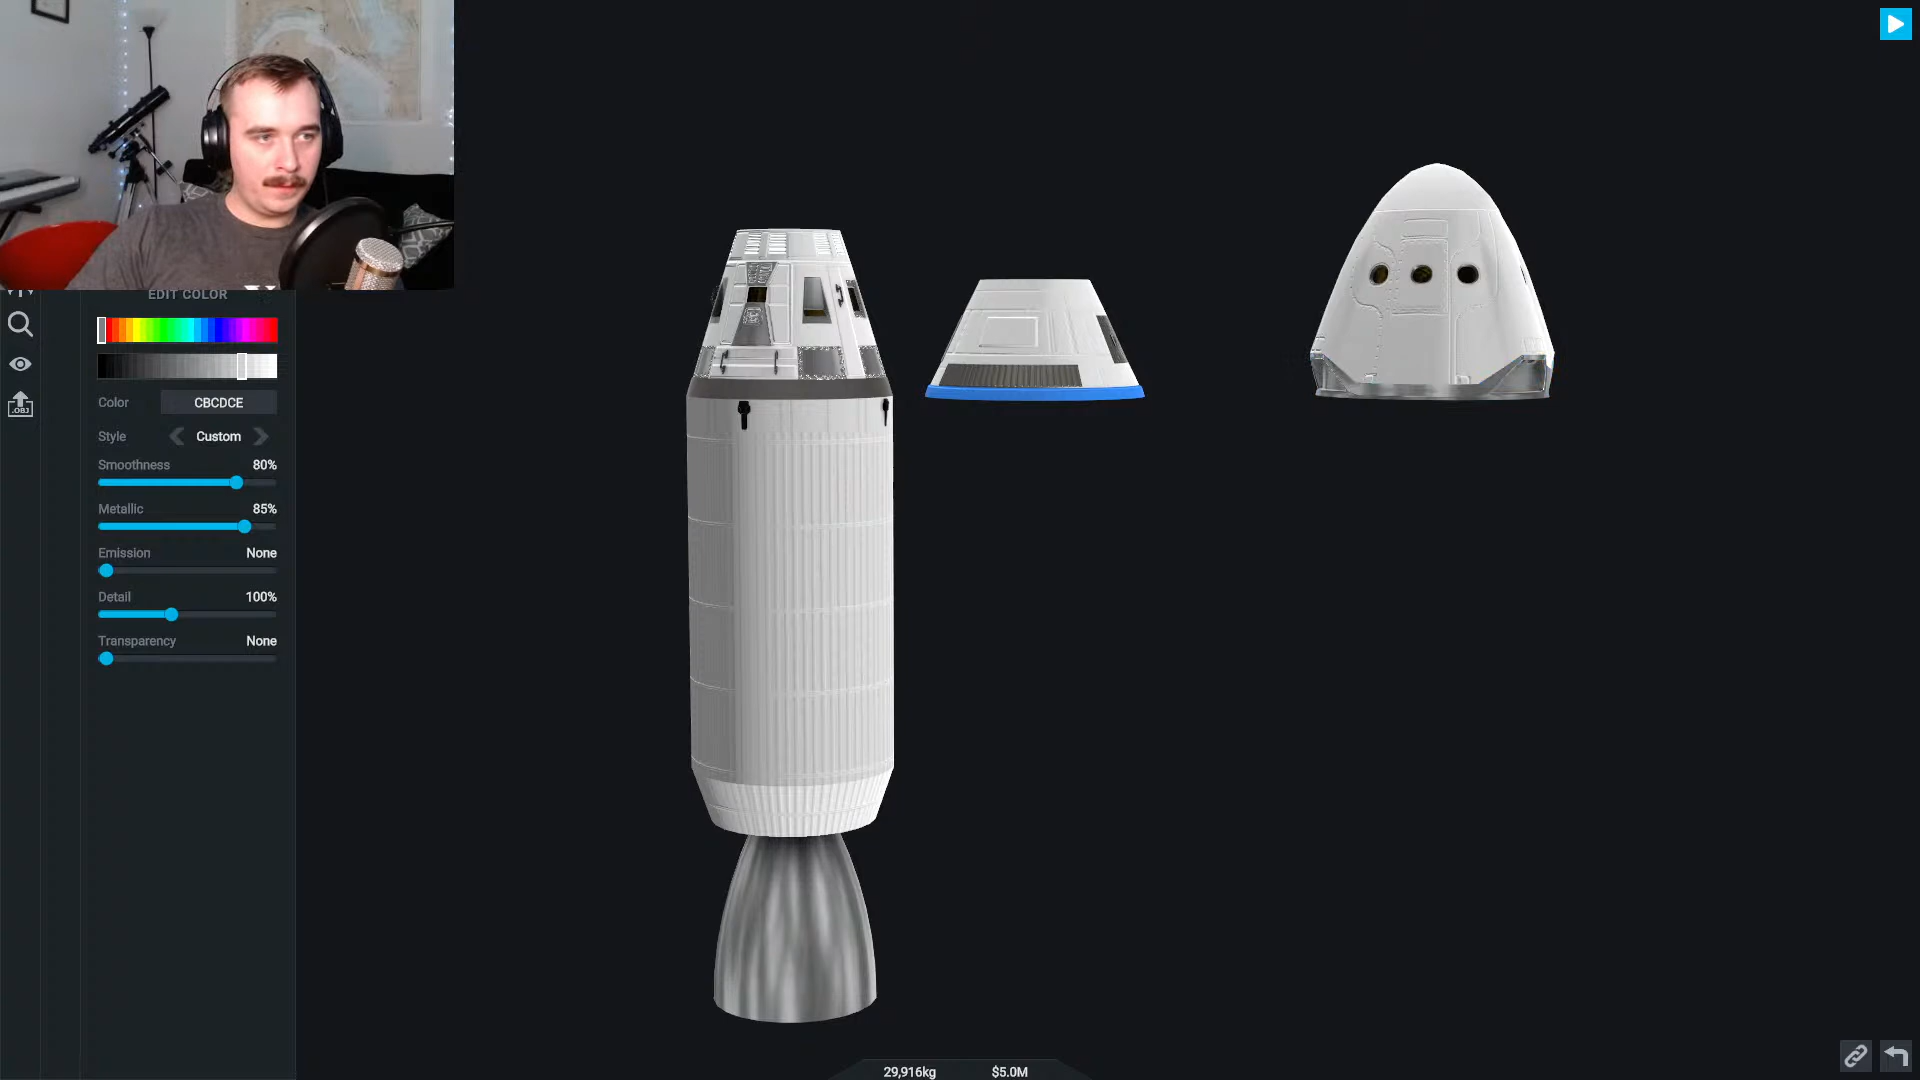 EDIT COLOR
Color CBCDCE
Style Custom
Smoothness 80%
Metallic 85%
Emission None
Detail 100%
Transparency None
.OBJ
29,916kg $5.0M